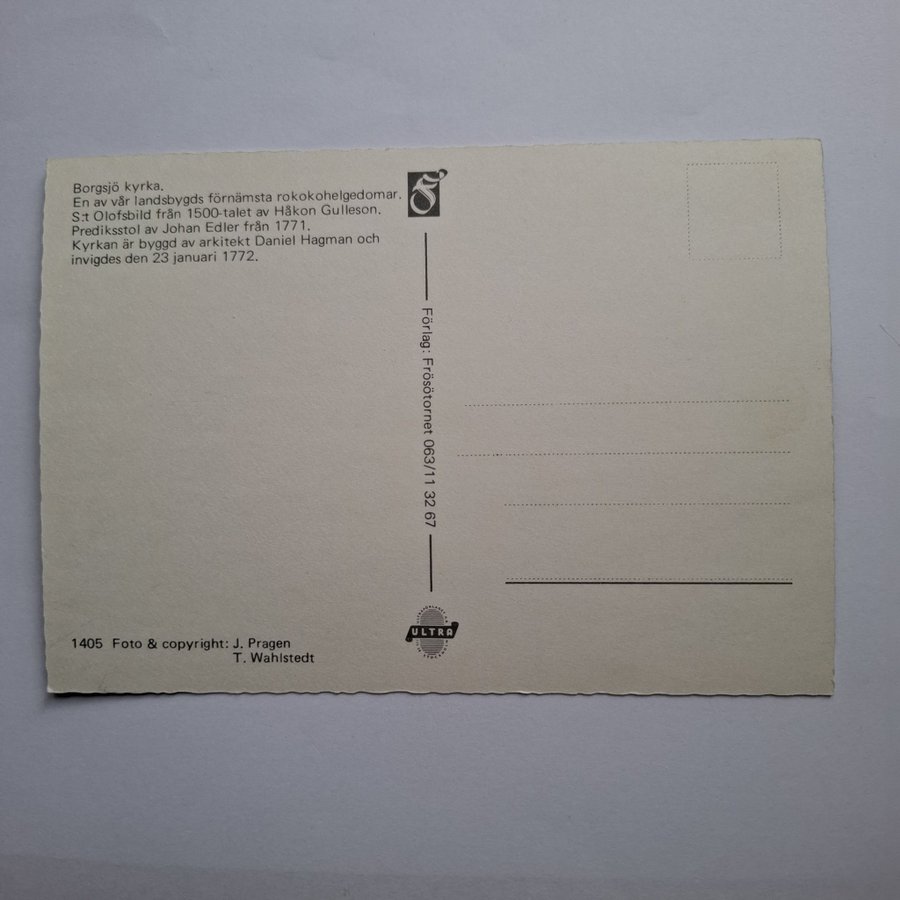 Borgsjö kyrka.
En av vår landsbygds förnämsta rokokohelgedomar.
S:t Olofsbild från 1500-talet av Håkon Gulleson.
Prediksstol av Johan Edler från 1771.
Kyrkan är byggd av arkitekt Daniel Hagman och
invigdes den 23 januari 1772.
Förlag: Frösötornet 063/11 32 67
ULTRA
1405 Foto & copyright: J. Pragen
T. Wahlstedt